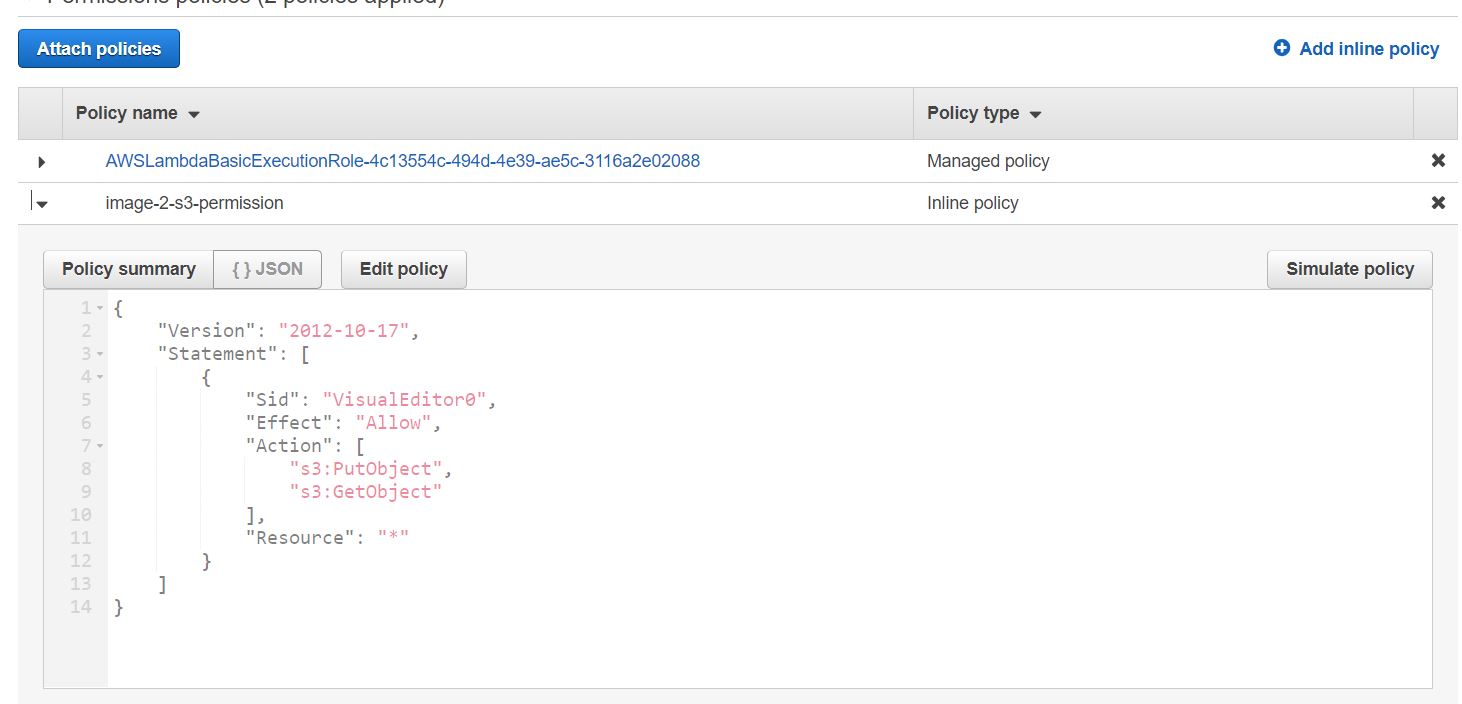 Permissions policies (2 policies applied)
Attach policies
Add inline policy
Policy name Policy type
AWSLambdaBasicExecutionRole-4c13554c-494d-4e39-ae5c-3116a2e02088 Managed policy
image-2-s3-permission Inline policy
Policy summary { } JSON Edit policy Simulate policy
1 {
2 "Version": "2012-10-17",
3 "Statement": [
4 {
5 "Sid": "VisualEditor0",
6 "Effect": "Allow",
7 "Action": [
8 "s3:PutObject",
9 "s3:GetObject"
10 ],
11 "Resource": "*"
12 }
13 ]
14 }